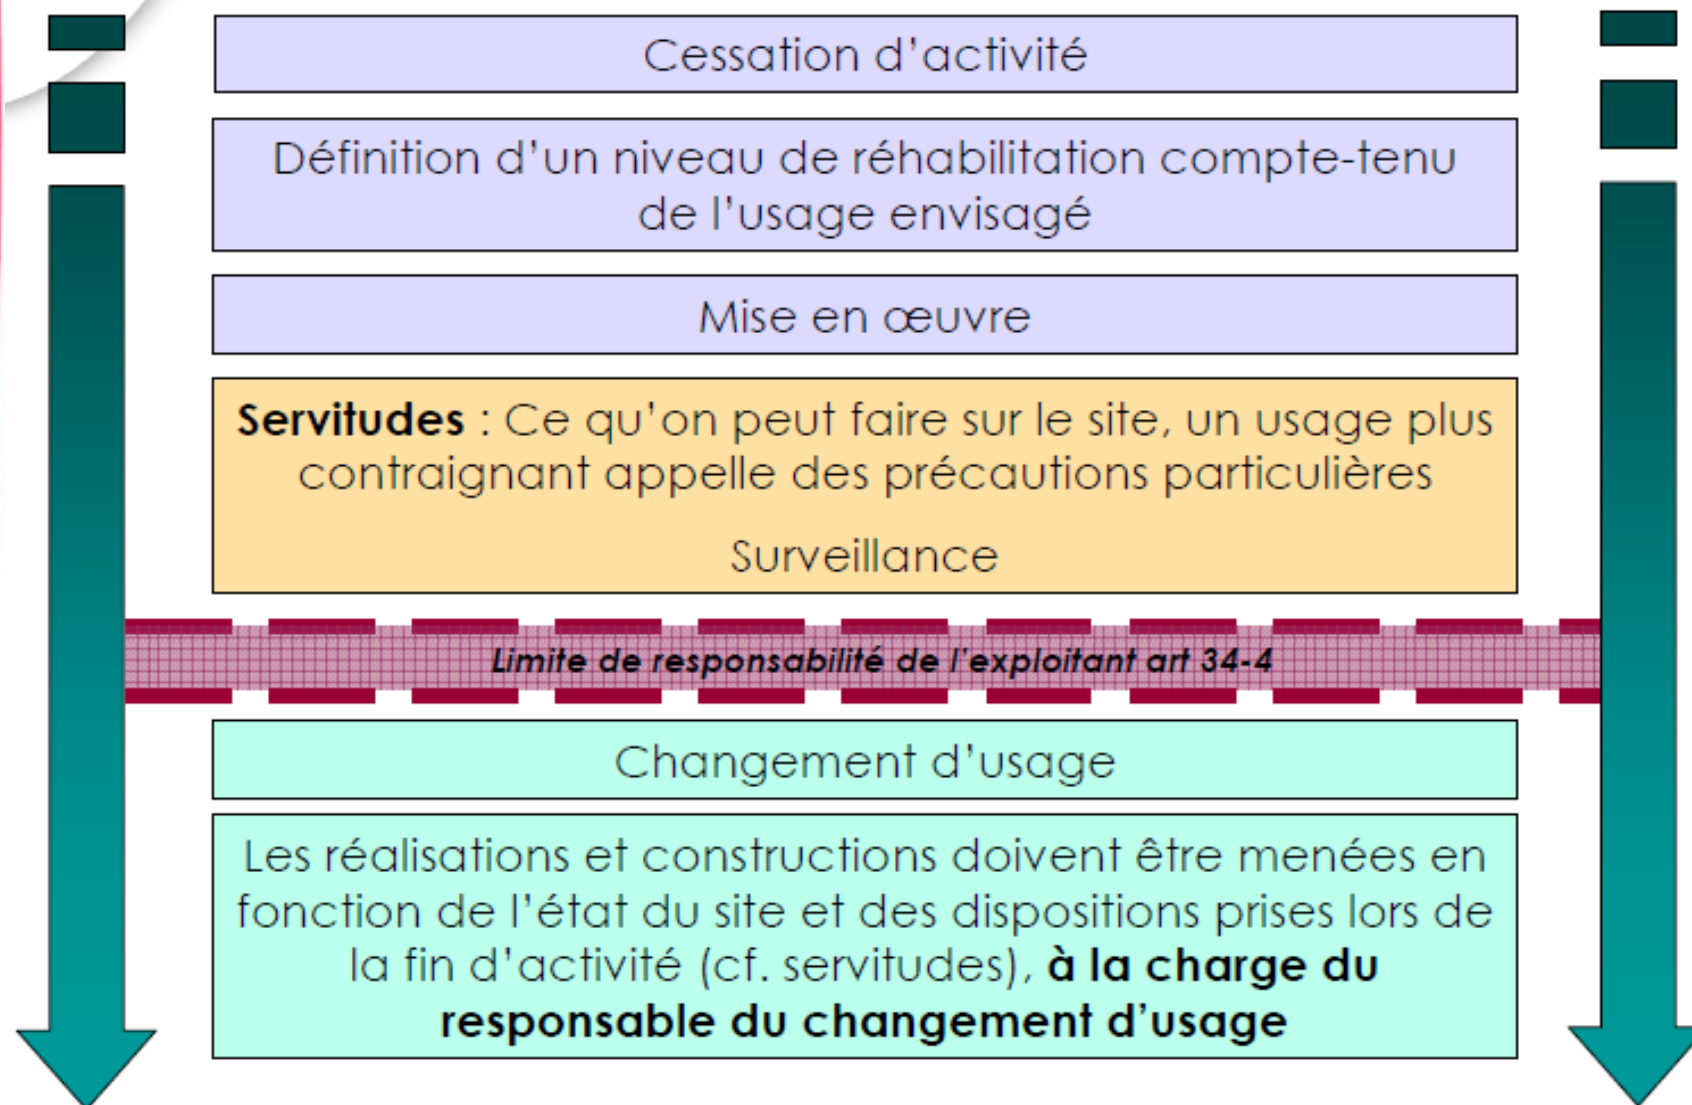 Cessation d'activité
Définition d'un niveau de réhabilitation compte-tenu
de l'usage envisagé
Mise en œuvre
Servitudes : Ce qu'on peut faire sur le site, un usage plus
contraignant appelle des précautions particulières
Surveillance
Limite de responsabilité de l'exploitant art 34-4
Changement d'usage
Les réalisations et constructions doivent être menées en
fonction de l'état du site et des dispositions prises lors de
la fin d'activité (cf. servitudes), à la charge du
responsable du changement d'usage